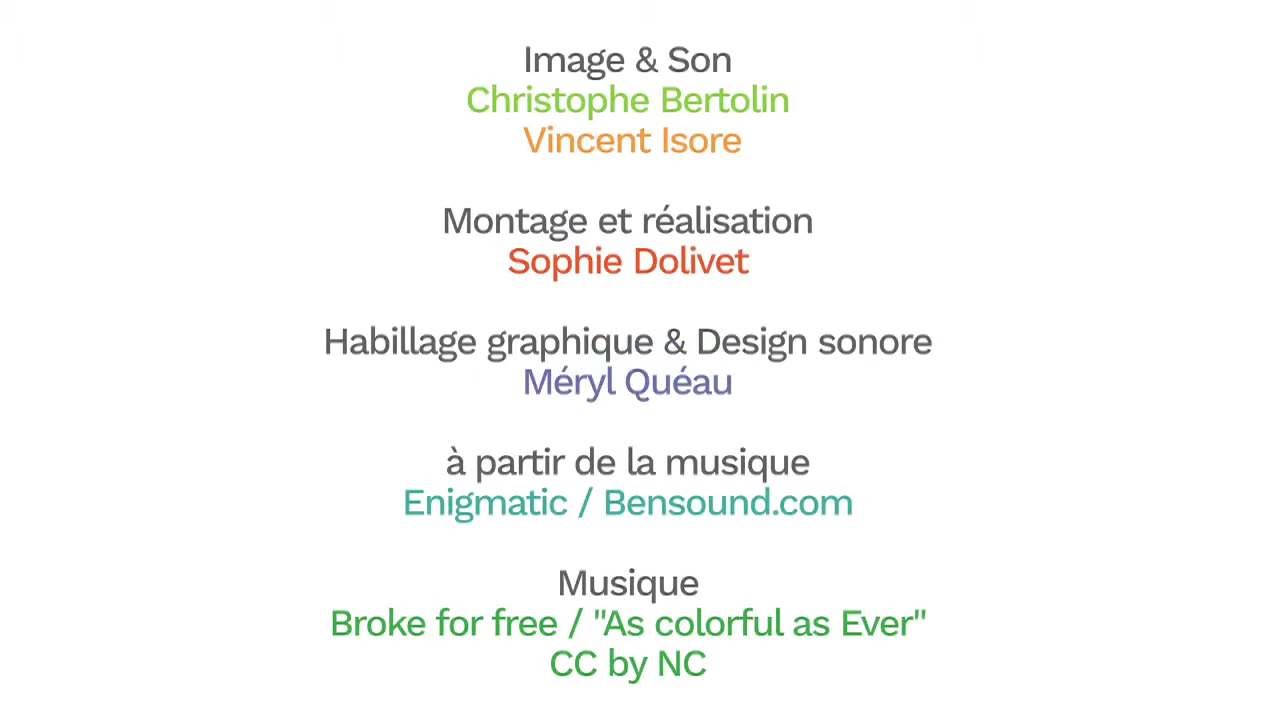 Image & Son
Christophe Bertolin
Vincent Isore
Montage et réalisation
Sophie Dolivet
Habillage graphique & Design sonore
Méryl Quéau
à partir de la musique
Enigmatic / Bensound.com
Musique
Broke for free / "As colorful as Ever"
CC by NC